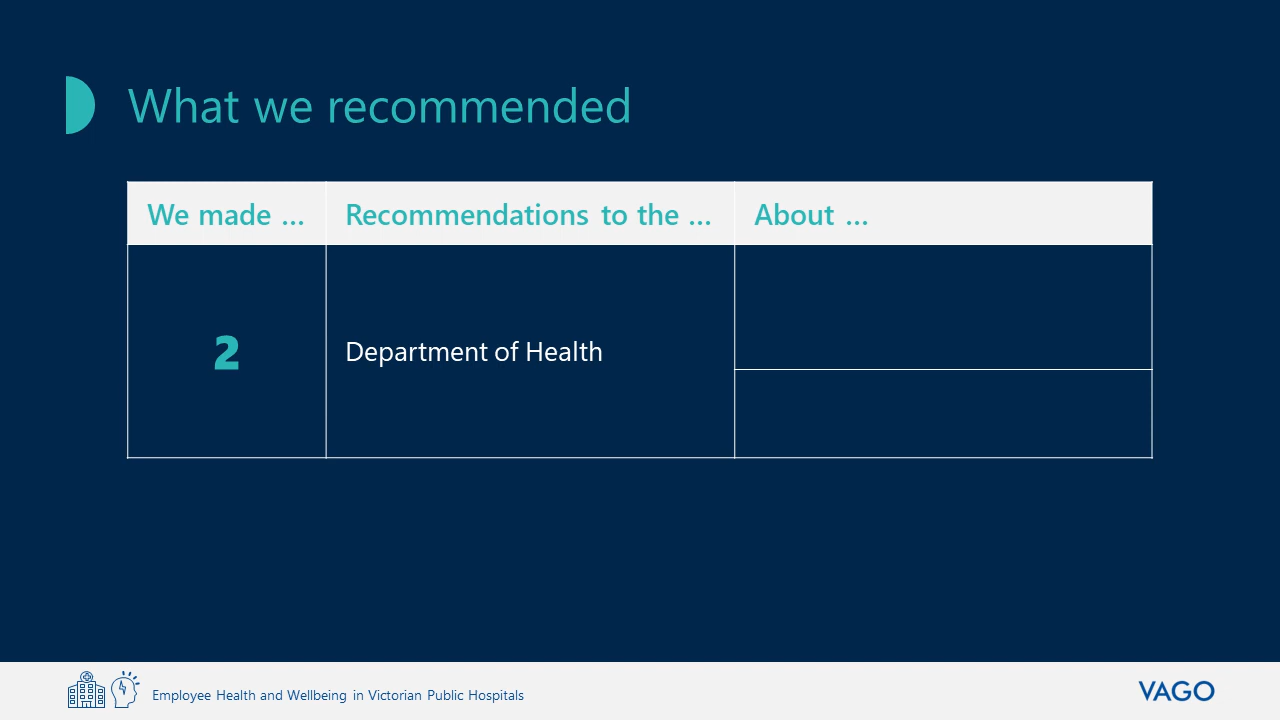 What we recommended
We made ... Recommendations to the ... About ...
2 Department of Health
Employee Health and Wellbeing in Victorian Public Hospitals
VAGO